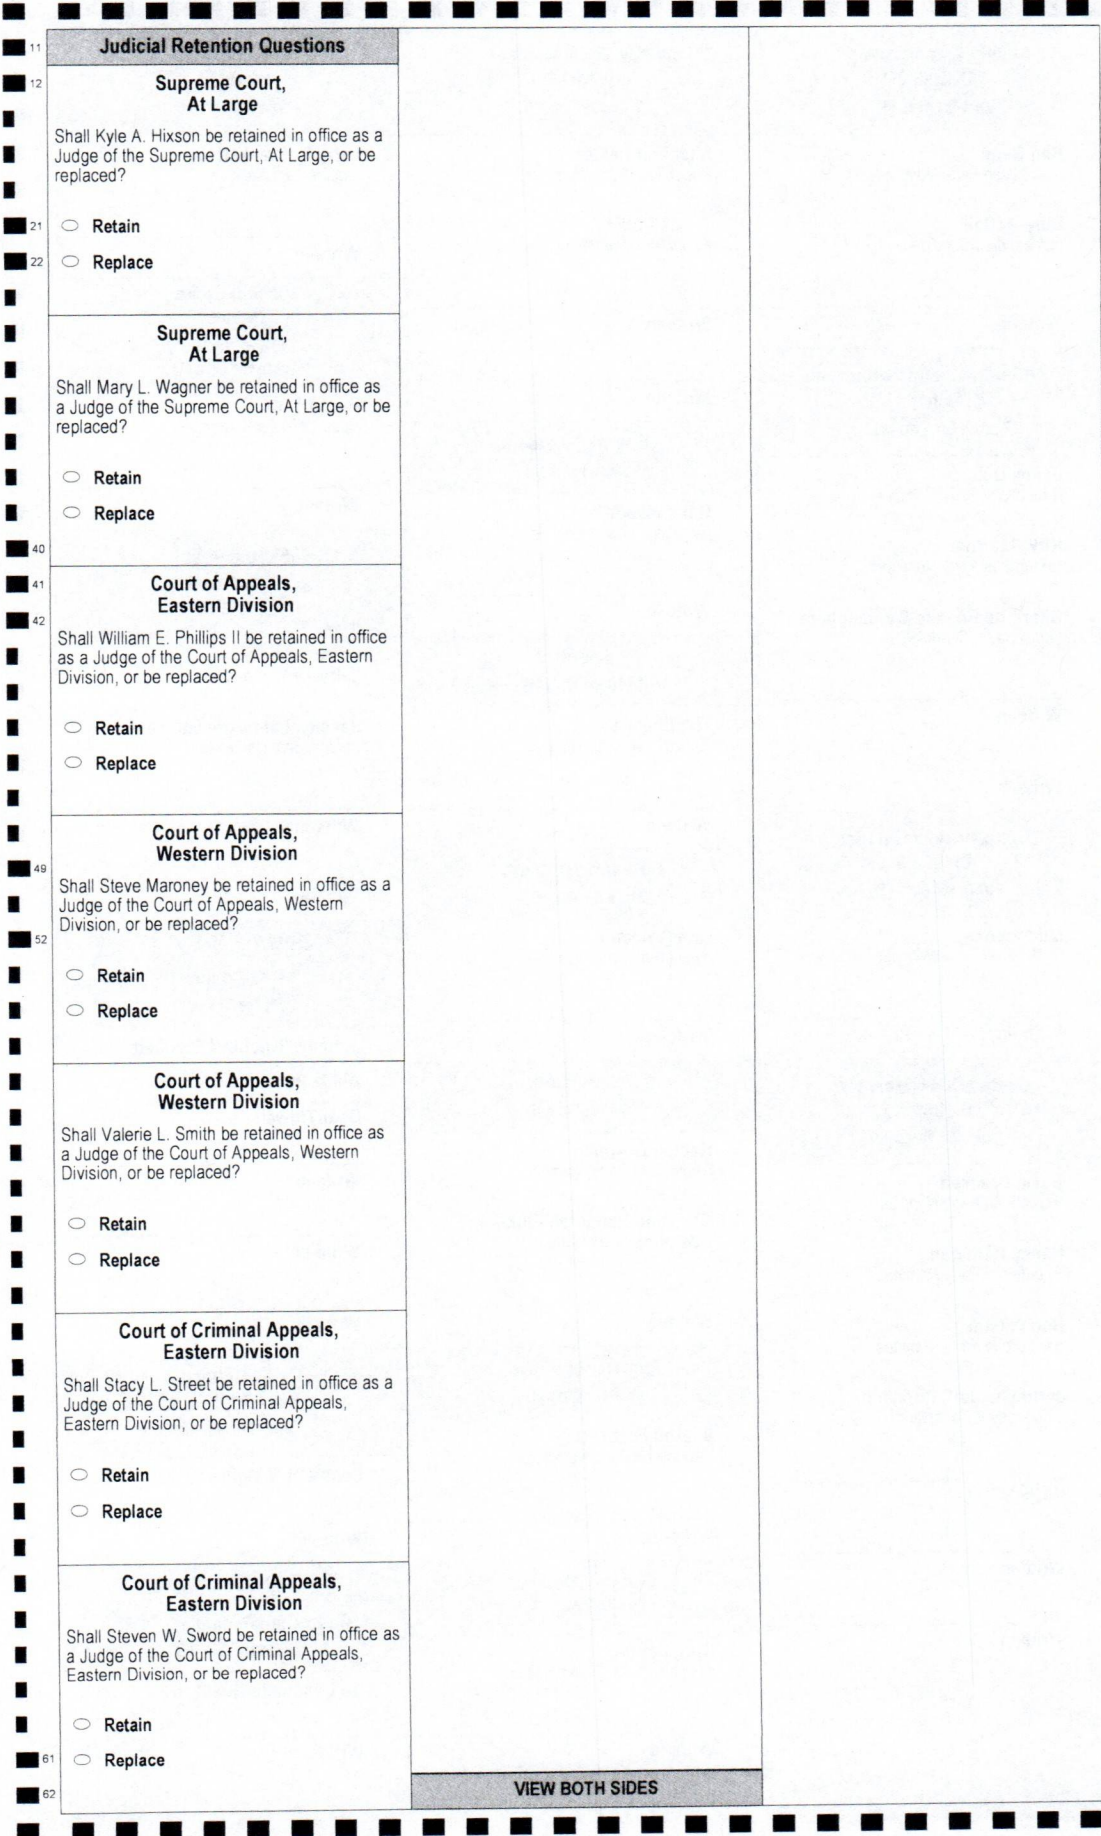 11
Judicial Retention Questions
12
Supreme Court,
At Large
Shall Kyle A. Hixson be retained in office as a
Judge of the Supreme Court, At Large, or be
replaced?
21
Retain
22
Replace
Supreme Court,
At Large
Shall Mary L. Wagner be retained in office as
a Judge of the Supreme Court, At Large, or be
replaced?
Retain
Replace
40
41
Court of Appeals,
Eastern Division
42
Shall William E. Phillips II be retained in office
as a Judge of the Court of Appeals, Eastern
Division, or be replaced?
Retain
Replace
Court of Appeals,
Western Division
49
Shall Steve Maroney be retained in office as a
Judge of the Court of Appeals, Western
Division, or be replaced?
52
Retain
Replace
Court of Appeals,
Western Division
Shall Valerie L. Smith be retained in office as
a Judge of the Court of Appeals, Western
Division, or be replaced?
Retain
Replace
Court of Criminal Appeals,
Eastern Division
Shall Stacy L. Street be retained in office as a
Judge of the Court of Criminal Appeals,
Eastern Division, or be replaced?
Retain
Replace
Court of Criminal Appeals,
Eastern Division
Shall Steven W. Sword be retained in office as
a Judge of the Court of Criminal Appeals,
Eastern Division, or be replaced?
Retain
61
Replace
62
VIEW BOTH SIDES